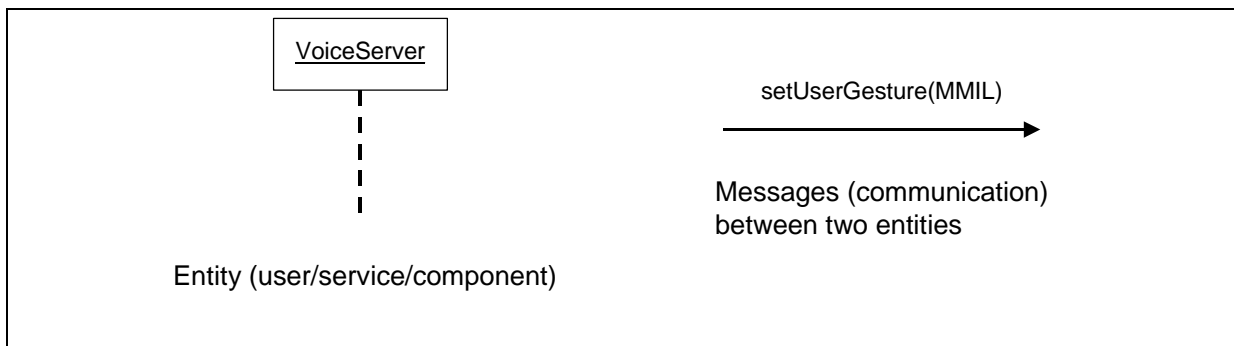 VoiceServer
setUserGesture(MMIL)
Messages (communication)
between two entities
Entity (user/service/component)